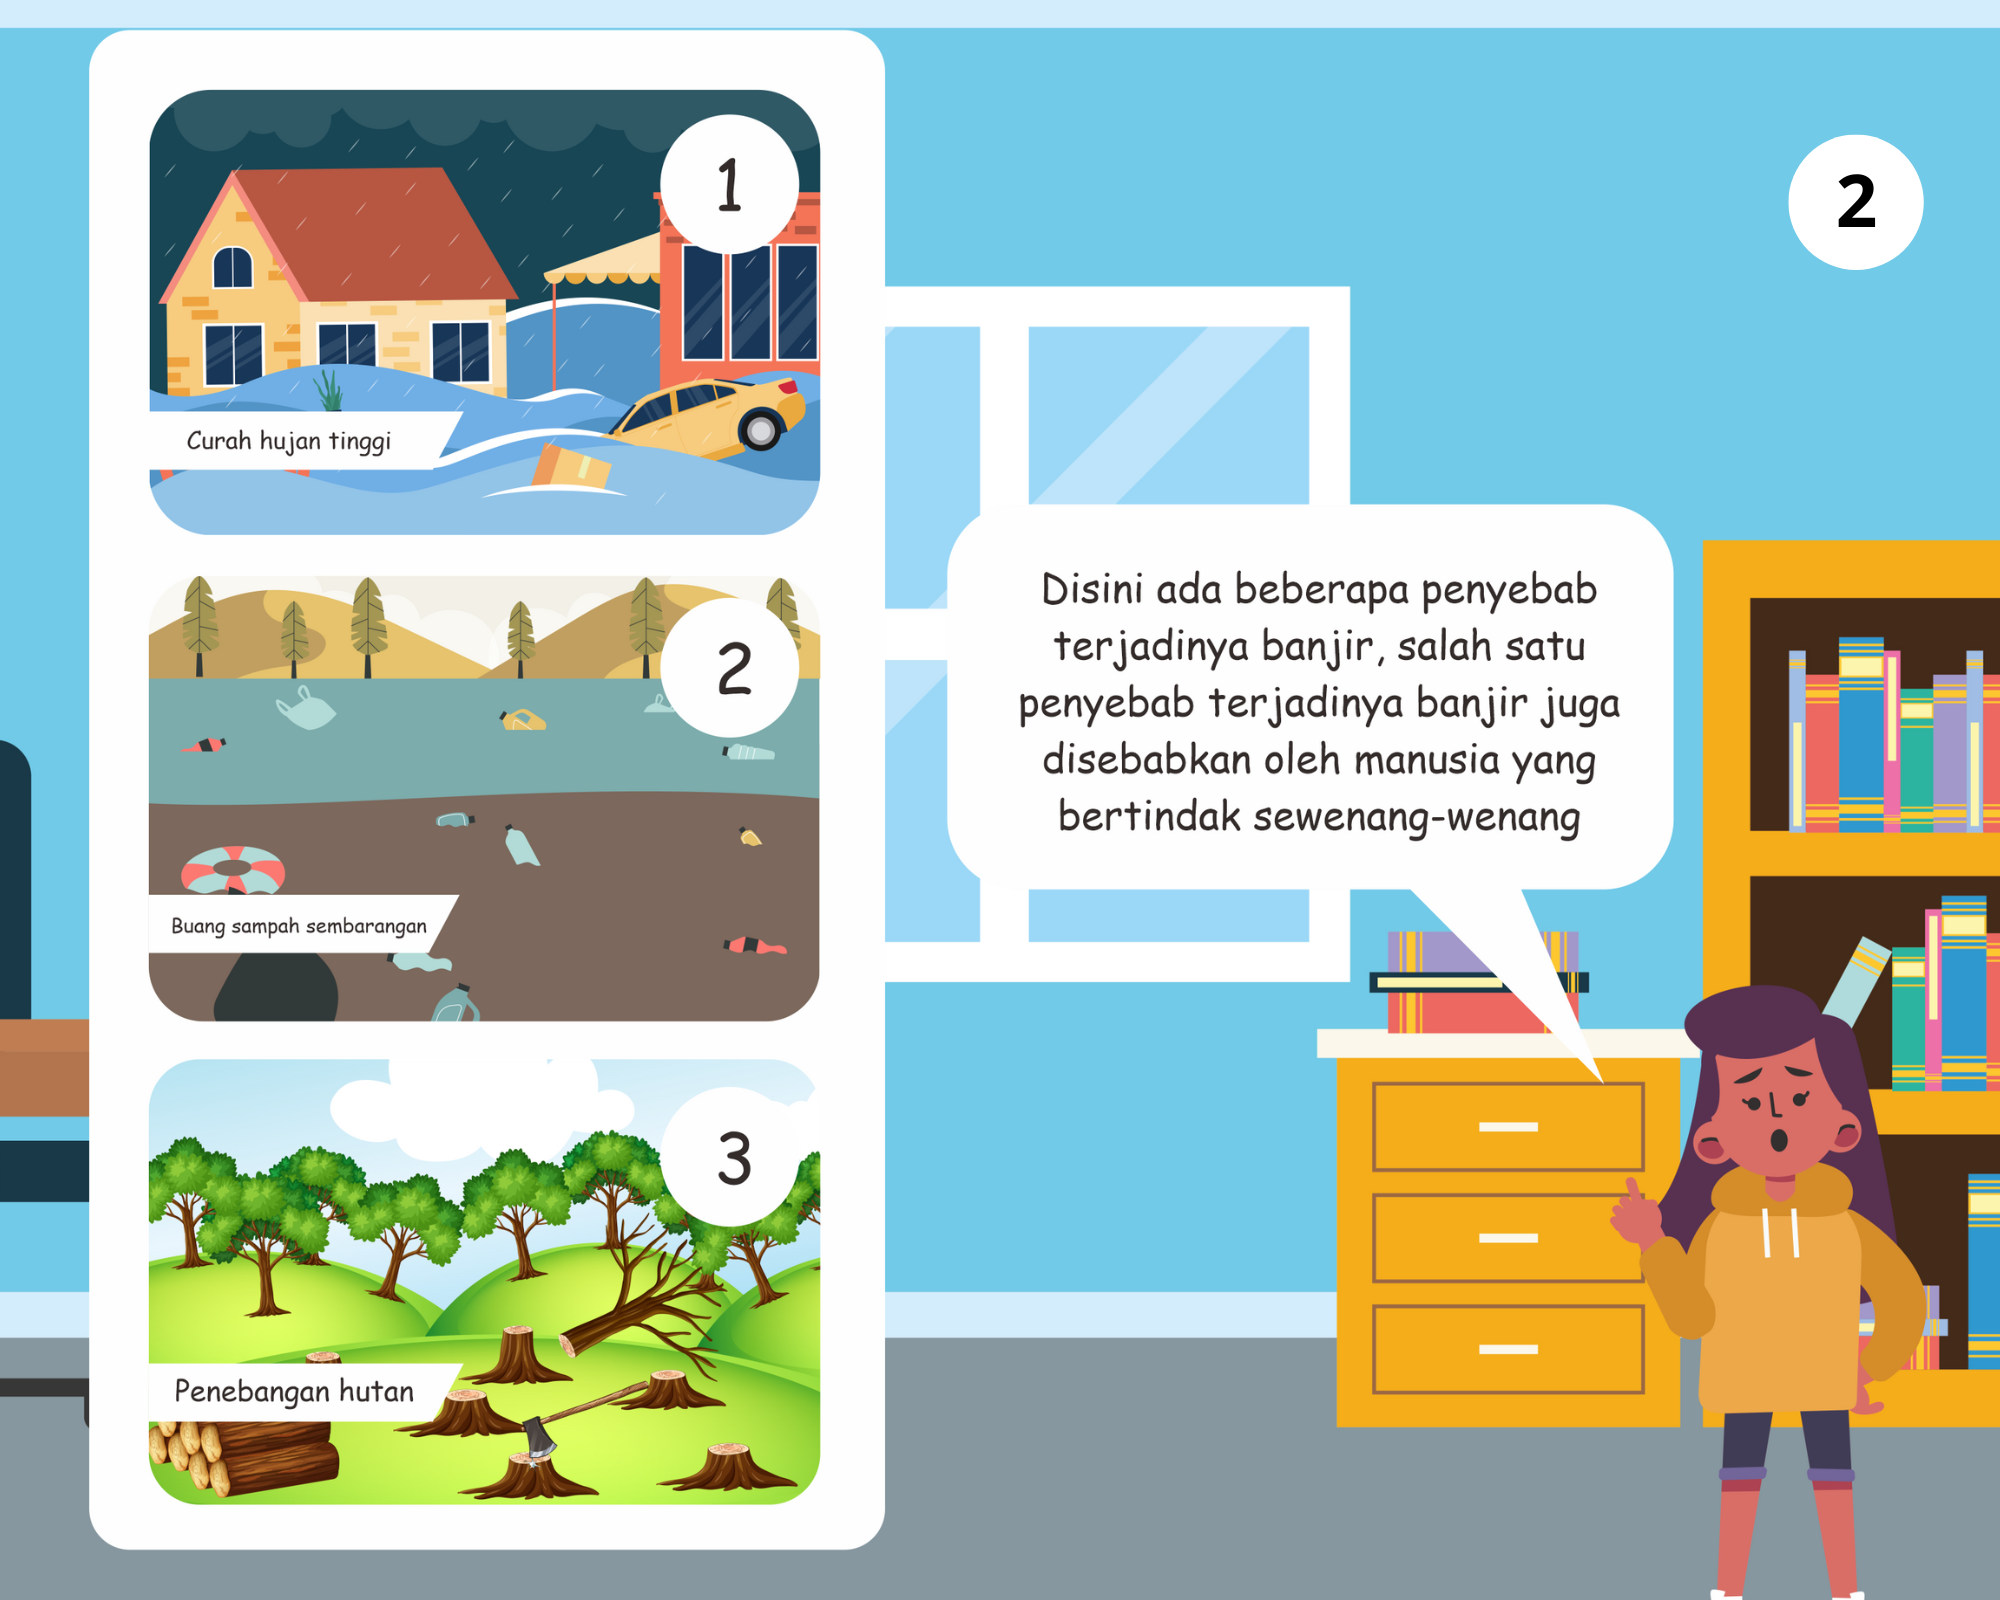 1
Curah hujan tinggi
2
Buang sampah sembarangan
3
Penebangan hutan
2
Disini ada beberapa penyebab
terjadinya banjir, salah satu
penyebab terjadinya banjir juga
disebabkan oleh manusia yang
bertindak sewenang-wenang